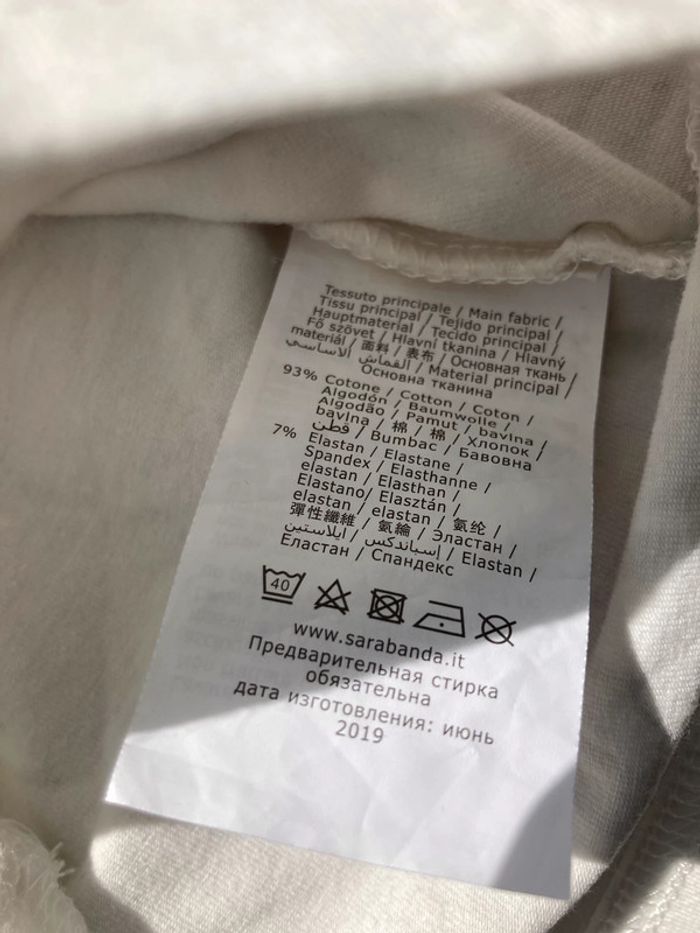 Tessuto principale / Main fabric /
Tissu principal / Tejido principal /
Hauptmaterial / Tecido principal /
Fő szövet / Hlavní tkanina / Hlavný
materiál / 面料 / 表布 / Основная ткань /
القماش الأساسي / Material principal /
Основна тканина
93% Cotone / Cotton / Coton /
Algodón / Baumwolle /
Algodão / Pamut / bavlna /
bavlna / 棉 / 棉 / Хлопок /
قطن / Bumbac / Бавовна
7% Elastan / Elastane /
Spandex / Elasthanne /
elastan / Elasthan /
Elastano/ Elasztán /
elastan / elastan / 氨纶 /
彈性纖維 / 氨綸 / Эластан /
إسباندكس / إيلاستين / Elastan /
Еластан / Спандекс
40
www.sarabanda.it
Предварительная стирка
обязательна
дата изготовления: июнь
2019